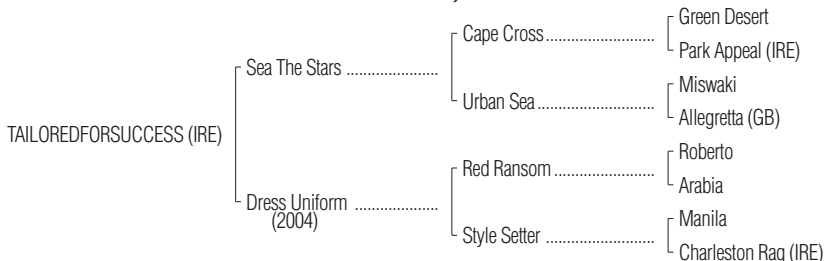 Green Desert
Cape Cross
Park Appeal (IRE)
Sea The Stars
Miswaki
Urban Sea
Allegretta (GB)
TAILOREDFORSUCCESS (IRE)
Roberto
Red Ransom
Arabia
Dress Uniform
(2004)
Manila
Style Setter
Charleston Rag (IRE)